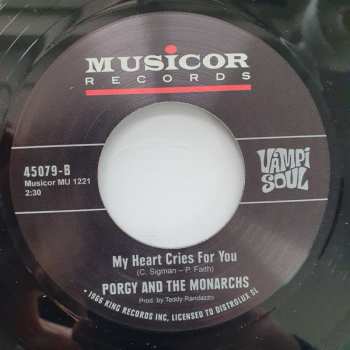 MUSICOR
RECORDS
45079-B
Musicor MU 1221
2:30
VAMPI
SOUL
My Heart Cries For You
(C. Sigman – P. Faith)
PORGY AND THE MONARCHS
Prod. by Teddy Randazzo
℗ 1966 KING RECORDS INC, LICENSED TO DISTROLUX SL